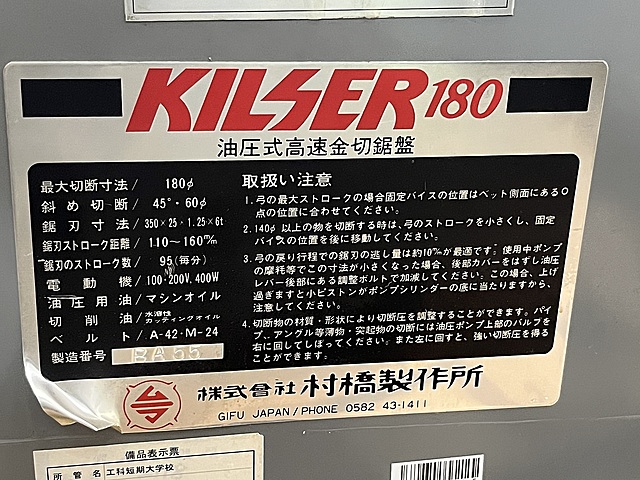 KILSER 180
油圧式高速金切鋸盤
最大切断寸法/ 180φ
斜め切断/ 45°・60φ
鋸刃寸法/ 350×25・1.25×6t
鋸刃ストローク距離/ 110~160m/m
鋸刃のストローク数/ 95(毎分)
電動機/ 100・200V.400W
油圧用油/ マシンオイル
切削油/ 水溶性カッティングオイル
ベルト/ A-42・M-24
製造番号 BA55
取扱い注意
1. 弓の最大ストロークの場合固定バイスの位置はベット側面にある○
点の位置に合わせてください。
2. 140φ以上の物を切断する時は、弓のストロークを小さくし、固定
バイスの位置を後に移動してください。
3. 弓の戻り行程での鋸刃の逃し量は約10m/mが最適です。使用中ポンプ
の摩耗等でこの寸法が小さくなった場合、後部カバーをはずし油圧
レバー後部にある調整ボルトで加減してください。この場合、上げ
過ぎますと小ピストンがポンプシリンダーの底に当たりますから、
注意してください。
4. 切断物の材質・形状により切断圧を調整することができます。パイ
プ、アングル等薄物・突起物の切断には油圧ポンプ上部のバルブを
右に回してしぼってください。また左に回すと、強い切断圧を得る
ことができます。
株式會社 村橋製作所
GIFU JAPAN/PHONE 0582 43-1411
備品表示票
所管名 工科短期大学校